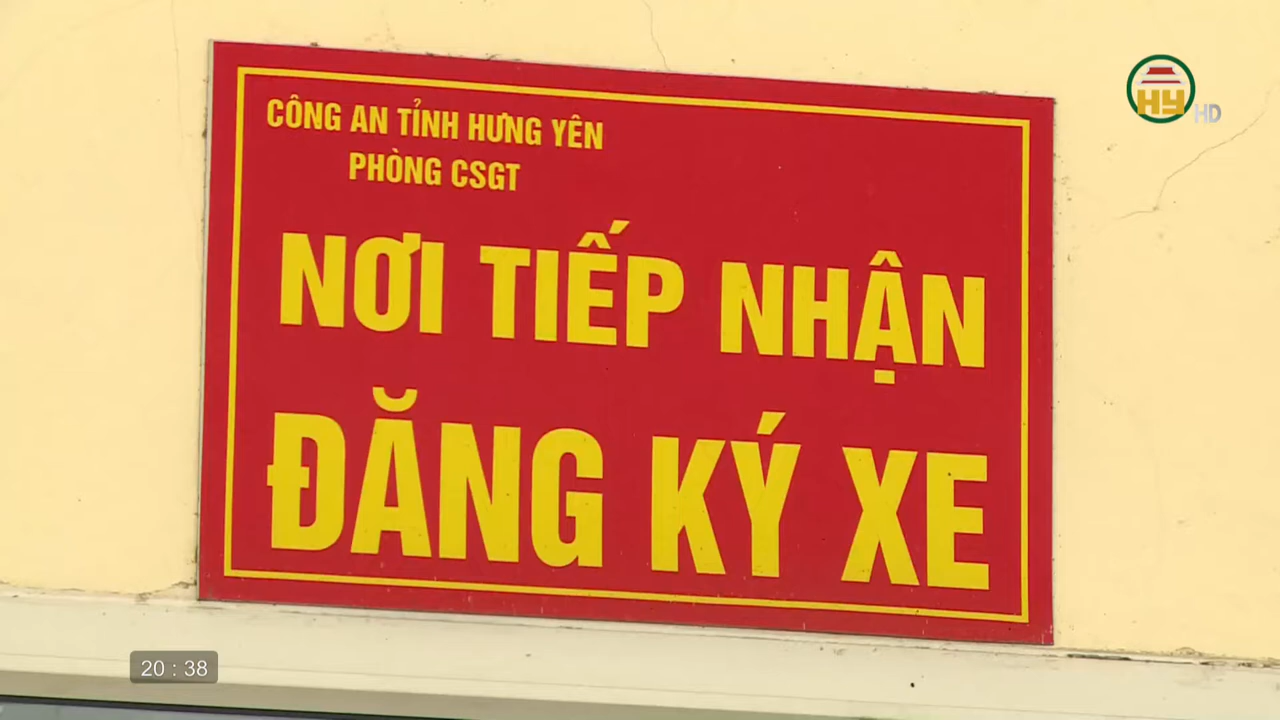 CÔNG AN TỈNH HƯNG YÊN
PHÒNG CSGT
NƠI TIẾP NHẬN
ĐĂNG KÝ XE
HY HD
20 : 38